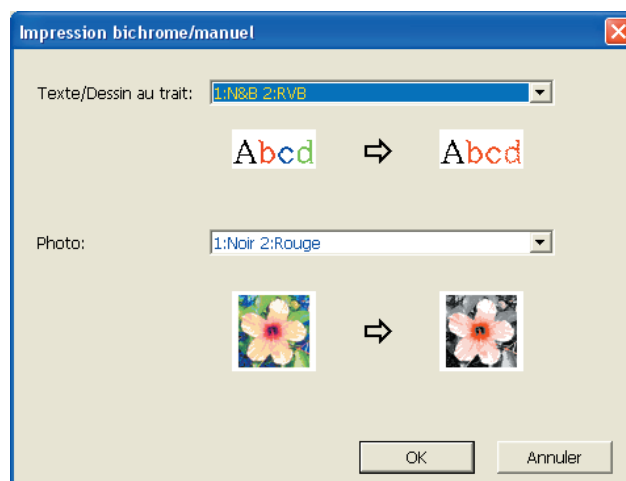 Impression bichrome/manuel
Texte/Dessin au trait: 1:N&B 2:RVB
Abcd Abcd
Photo: 1:Noir 2:Rouge
OK Annuler